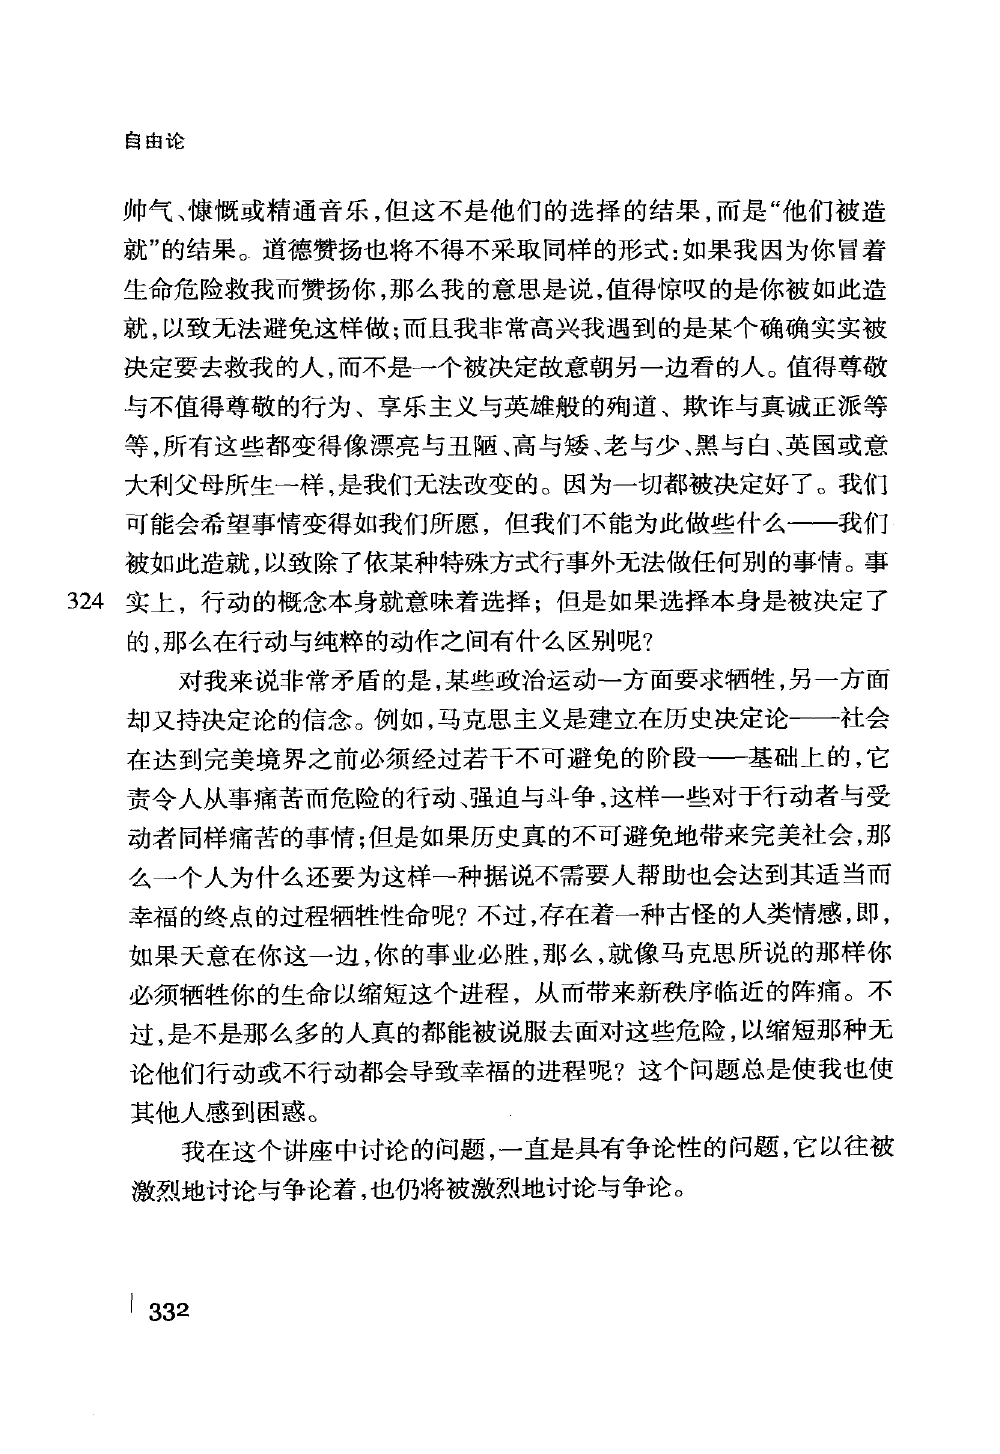 自由论
帅气、慷慨或精通音乐,但这不是他们的选择的结果,而是“他们被造
就”的结果。道德赞扬也将不得不采取同样的形式:如果我因为你冒着
生命危险救我而赞扬你,那么我的意思是说,值得惊叹的是你被如此造
就,以致无法避免这样做;而且我非常高兴我遇到的是某个确确实实被
决定要去救我的人,而不是一个被决定故意朝另一边看的人。值得尊敬
与不值得尊敬的行为、享乐主义与英雄般的殉道、欺诈与真诚正派等
等,所有这些都变得像漂亮与丑陋、高与矮、老与少、黑与白、英国或意
大利父母所生一样,是我们无法改变的。因为一切都被决定好了。我们
可能会希望事情变得如我们所愿,但我们不能为此做些什么——我们
被如此造就,以致除了依某种特殊方式行事外无法做任何别的事情。事
324 实上,行动的概念本身就意味着选择;但是如果选择本身是被决定了
的,那么在行动与纯粹的动作之间有什么区别呢?
对我来说非常矛盾的是,某些政治运动一方面要求牺牲,另一方面
却又持决定论的信念。例如,马克思主义是建立在历史决定论——社会
在达到完美境界之前必须经过若干不可避免的阶段——基础上的,它
责令人从事痛苦而危险的行动、强迫与斗争,这样一些对于行动者与受
动者同样痛苦的事情;但是如果历史真的不可避免地带来完美社会,那
么一个人为什么还要为这样一种据说不需要人帮助也会达到其适当而
幸福的终点的过程牺牲性命呢?不过,存在着一种古怪的人类情感,即,
如果天意在你这一边,你的事业必胜,那么,就像马克思所说的那样你
必须牺牲你的生命以缩短这个进程,从而带来新秩序临近的阵痛。不
过,是不是那么多的人真的都能被说服去面对这些危险,以缩短那种无
论他们行动或不行动都会导致幸福的进程呢?这个问题总是使我也使
其他人感到困惑。
我在这个讲座中讨论的问题,一直是具有争论性的问题,它以往被
激烈地讨论与争论着,也仍将被激烈地讨论与争论。
332